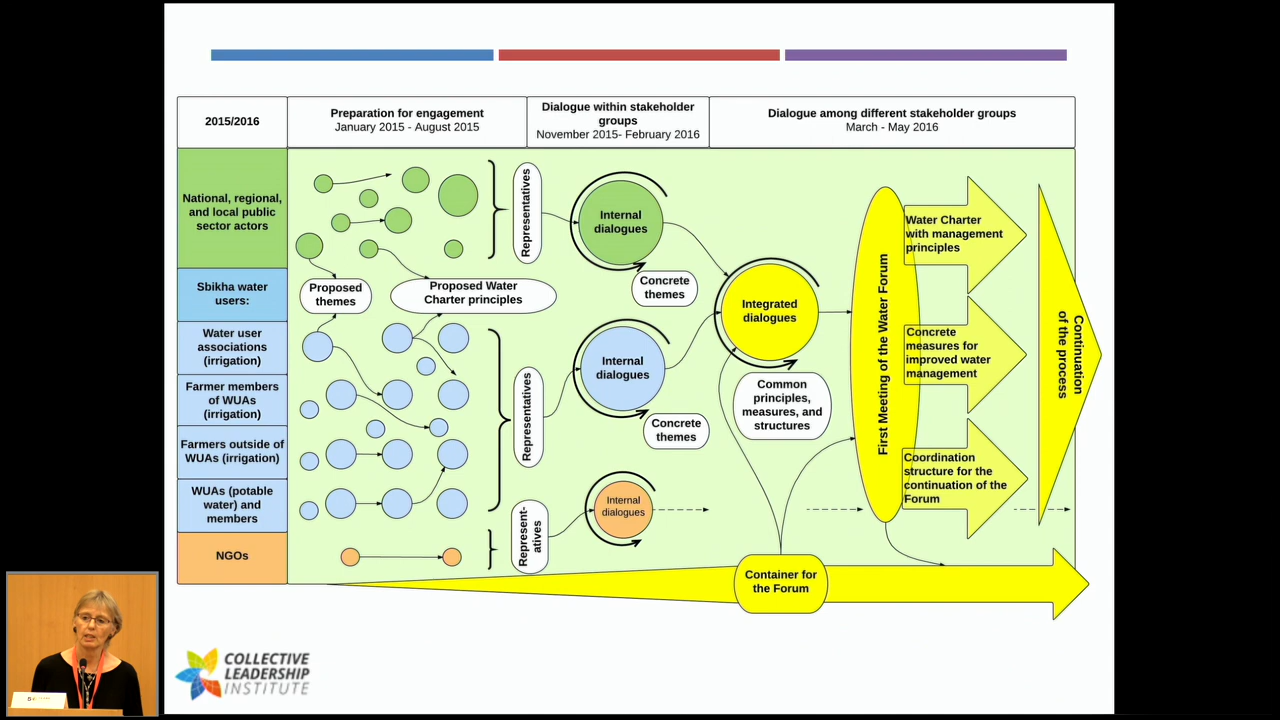 2015/2016
Preparation for engagement
January 2015 - August 2015
Dialogue within stakeholder
groups
November 2015- February 2016
Dialogue among different stakeholder groups
March - May 2016
National, regional,
and local public
sector actors
Sbikha water
users:
Water user
associations
(irrigation)
Farmer members
of WUAs
(irrigation)
Farmers outside of
WUAs (irrigation)
WUAs (potable
water) and
members
NGOs
Proposed
themes
Proposed Water
Charter principles
Representatives
Representatives
Represent-
atives
Internal
dialogues
Concrete
themes
Internal
dialogues
Concrete
themes
Internal
dialogues
Integrated
dialogues
Common
principles,
measures, and
structures
First Meeting of the Water Forum
Water Charter
with management
principles
Concrete
measures for
improved water
management
Coordination
structure for the
continuation of the
Forum
Continuation
of the process
Container for
the Forum
COLLECTIVE
LEADERSHIP
INSTITUTE